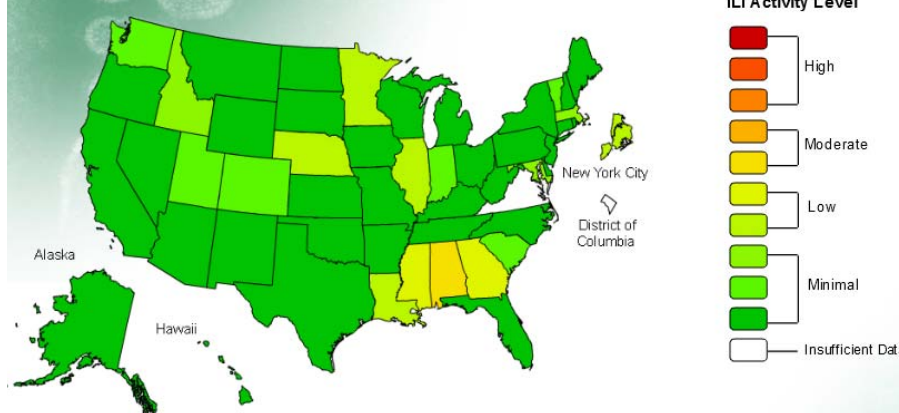 ILI Activity Level
High
Moderate
New York City
Low
District of
Columbia
Alaska
Minimal
Hawaii
Insufficient Dat